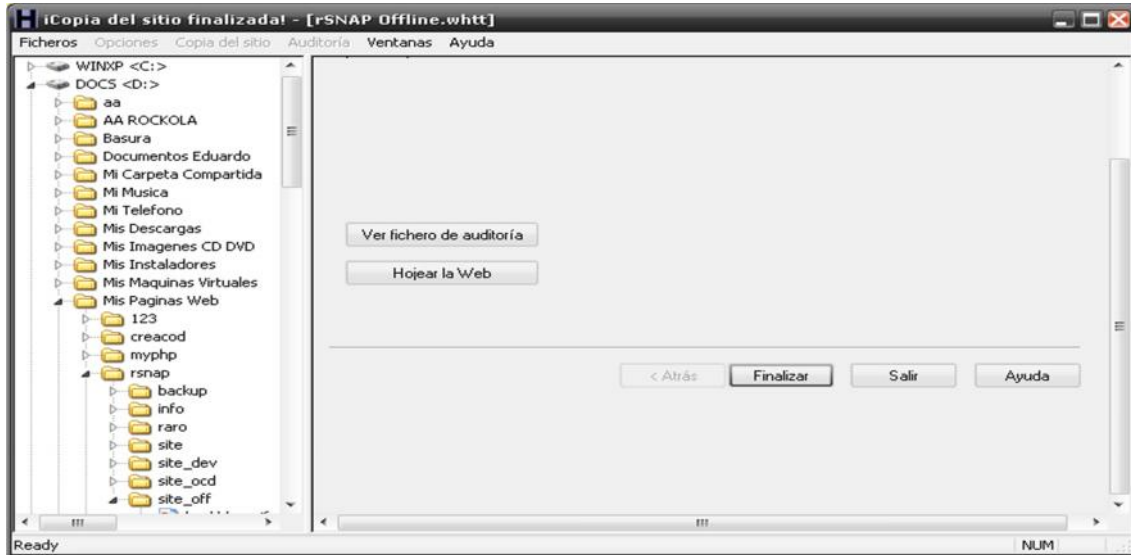 ¡Copia del sitio finalizada! - [rSNAP Offline.whtt]
Ficheros Opciones Copia del sitio Auditoría Ventanas Ayuda
WINXP <C:>
DOCS <D:>
aa
AA ROCKOLA
Basura
Documentos Eduardo
Mi Carpeta Compartida
Mi Musica
Mi Telefono
Mis Descargas
Mis Imagenes CD DVD
Mis Instaladores
Mis Maquinas Virtuales
Mis Paginas Web
123
creacod
myphp
rsnap
backup
info
raro
site
site_dev
site_ocd
site_off
Ver fichero de auditoría
Hojear la Web
< Atrás Finalizar Salir Ayuda
Ready NUM